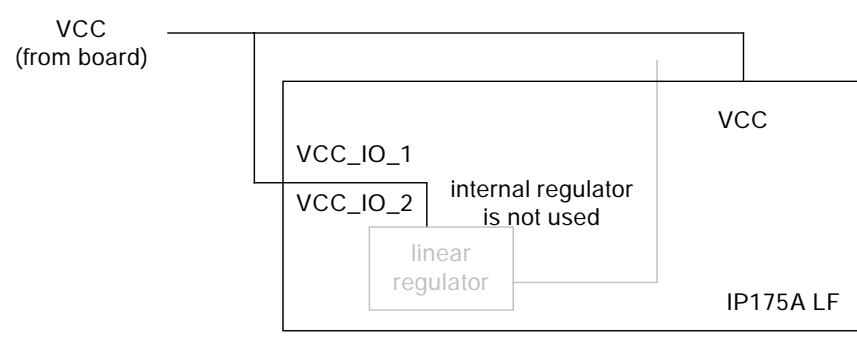 VCC
(from board)
VCC
VCC_IO_1
VCC_IO_2
internal regulator
is not used
linear
regulator
IP175A LF